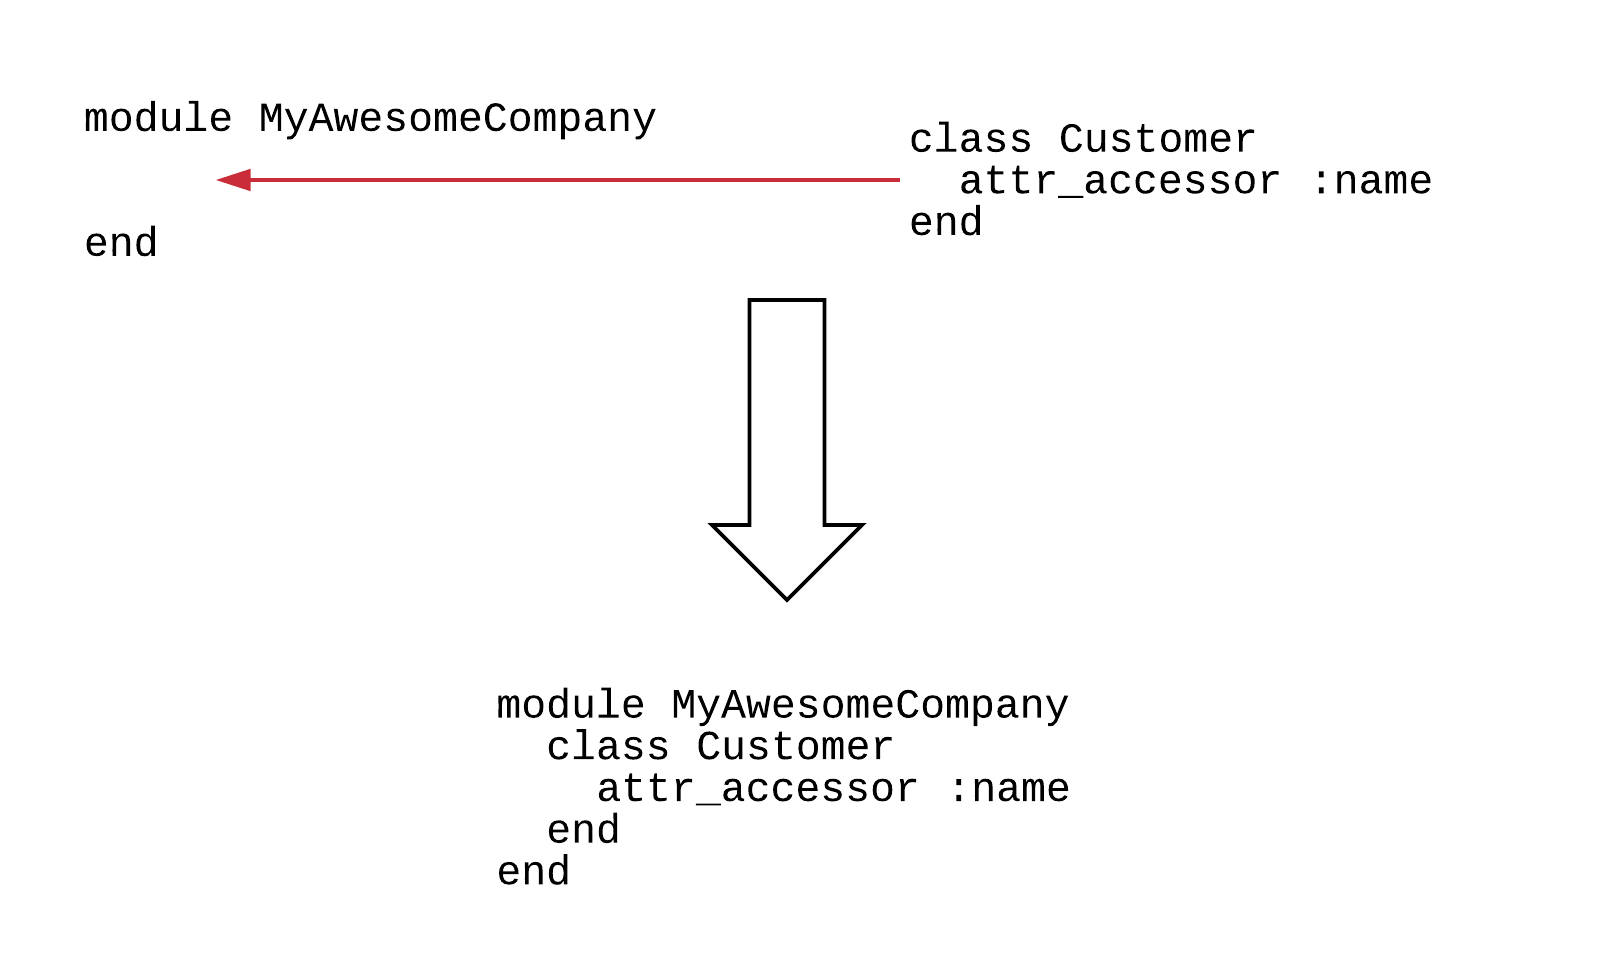 module MyAwesomeCompany
end
class Customer
  attr_accessor :name
end
module MyAwesomeCompany
  class Customer
    attr_accessor :name
  end
end